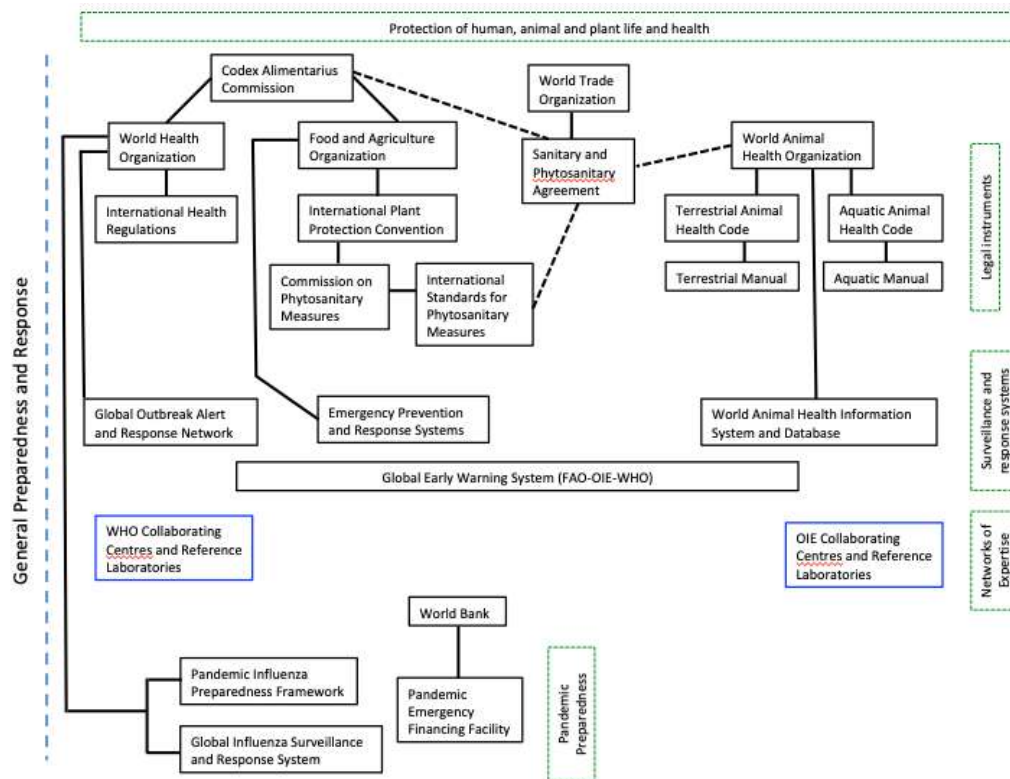 Protection of human, animal and plant life and health
General Preparedness and Response
Codex Alimentarius
Commission
World Trade
Organization
World Health
Organization
Food and Agriculture
Organization
Sanitary and
Phytosanitary
Agreement
World Animal
Health Organization
International Health
Regulations
International Plant
Protection Convention
Terrestrial Animal
Health Code
Aquatic Animal
Health Code
Commission on
Phytosanitary
Measures
International
Standards for
Phytosanitary
Measures
Terrestrial Manual
Aquatic Manual
Legal instruments
Global Outbreak Alert
and Response Network
Emergency Prevention
and Response Systems
World Animal Health Information
System and Database
Surveillance and
response systems
Global Early Warning System (FAO-OIE-WHO)
WHO Collaborating
Centres and Reference
Laboratories
OIE Collaborating
Centres and Reference
Laboratories
Networks of
Expertise
World Bank
Pandemic Influenza
Preparedness Framework
Pandemic
Emergency
Financing Facility
Pandemic
Preparedness
Global Influenza Surveillance
and Response System